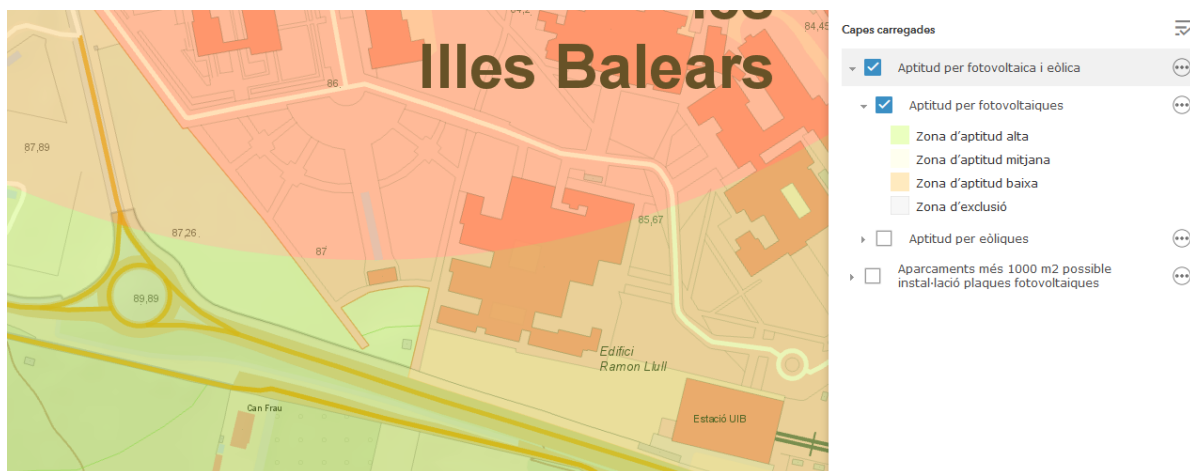 les
84,45
Illes Balears
86
87,89
87,26
87
85,67
89,89
Edifici
Ramon Llull
Can Frau
Estació UIB
Capes carregades
Aptitud per fotovoltaica i eòlica
Aptitud per fotovoltaiques
Zona d'aptitud alta
Zona d'aptitud mitjana
Zona d'aptitud baixa
Zona d'exclusió
Aptitud per eòliques
Aparcaments més 1000 m2 possible
instal·lació plaques fotovoltaiques